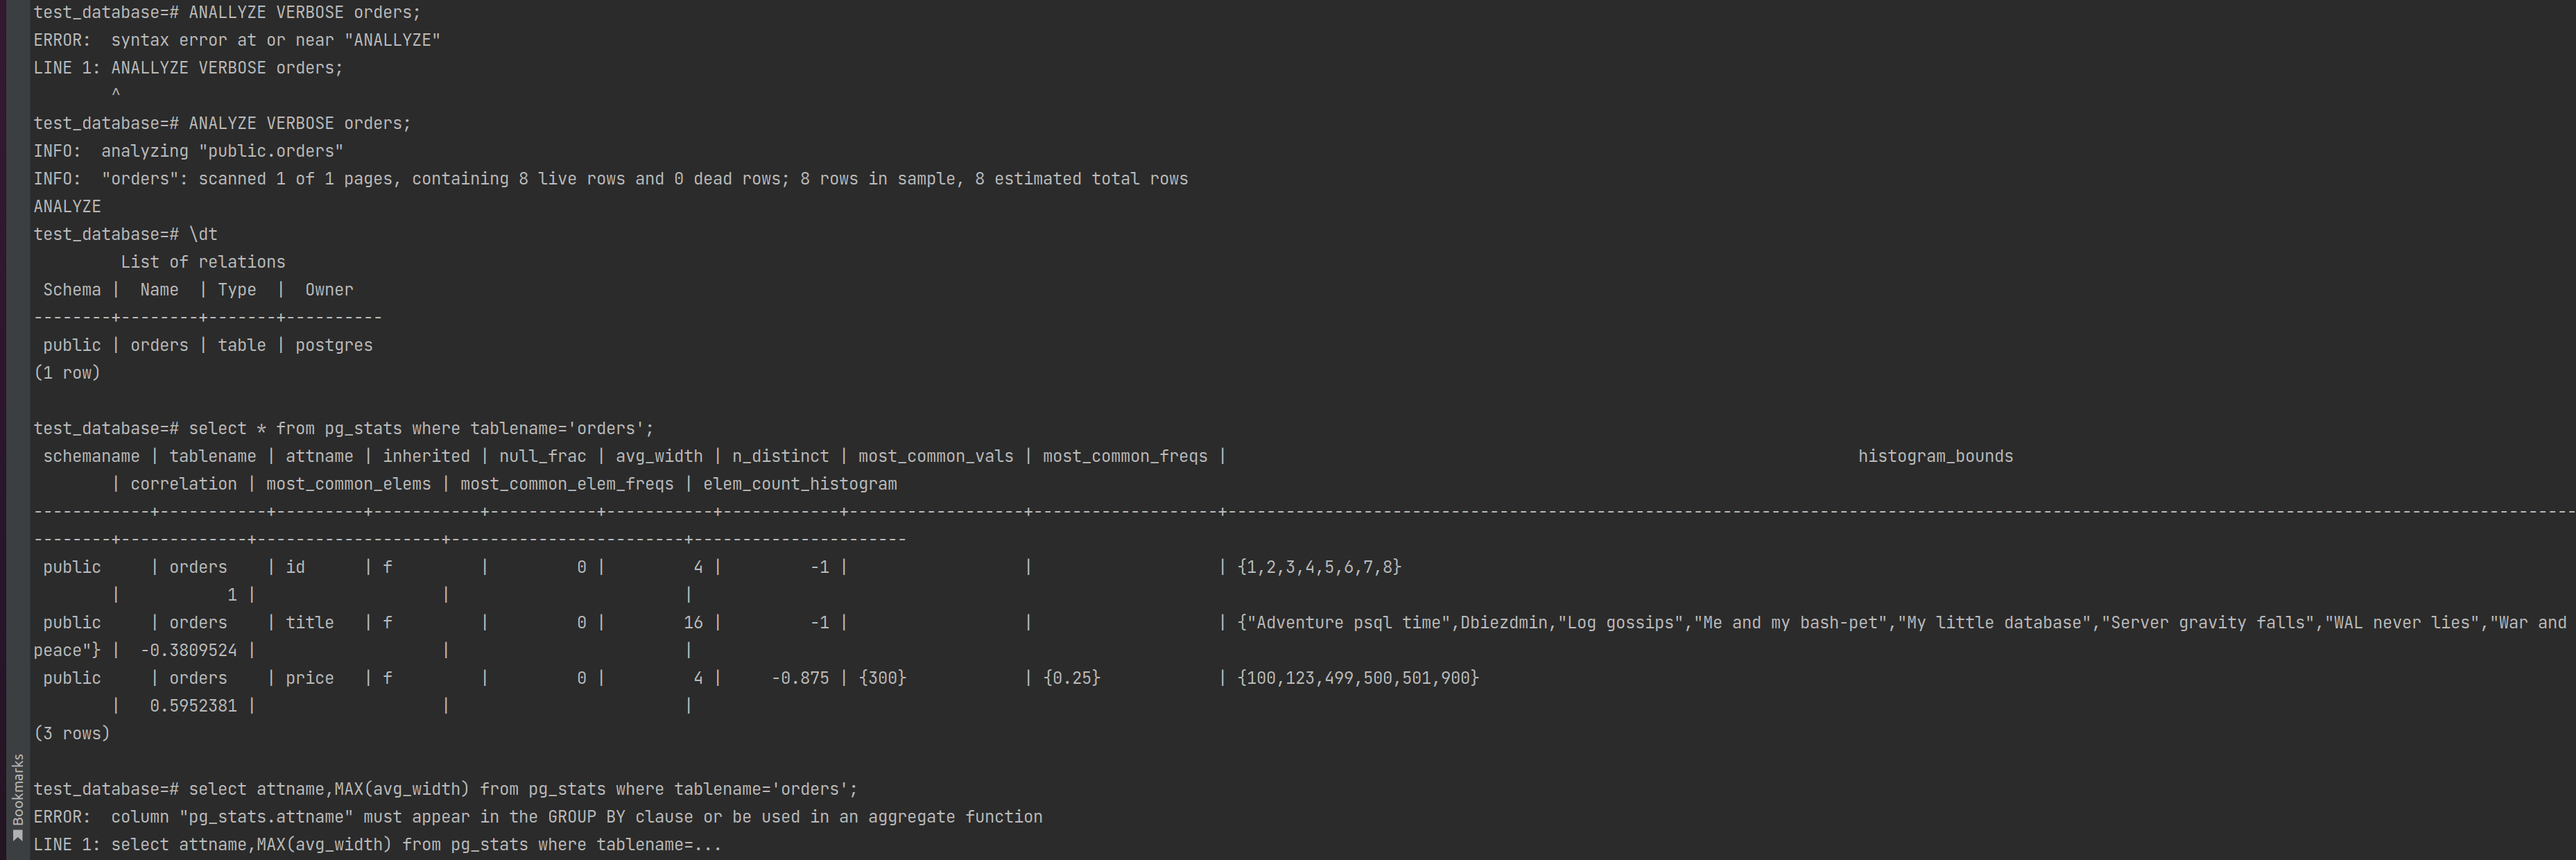 test_database=# ANALLYZE VERBOSE orders;
ERROR:  syntax error at or near "ANALLYZE"
LINE 1: ANALLYZE VERBOSE orders;
        ^
test_database=# ANALYZE VERBOSE orders;
INFO:  analyzing "public.orders"
INFO:  "orders": scanned 1 of 1 pages, containing 8 live rows and 0 dead rows; 8 rows in sample, 8 estimated total rows
ANALYZE
test_database=# \dt
         List of relations
 Schema |  Name  | Type  |  Owner
--------+--------+-------+----------
 public | orders | table | postgres
(1 row)

test_database=# select * from pg_stats where tablename='orders';
 schemaname | tablename | attname | inherited | null_frac | avg_width | n_distinct | most_common_vals | most_common_freqs |                                                                 histogram_bounds
        | correlation | most_common_elems | most_common_elem_freqs | elem_count_histogram
------------+-----------+---------+-----------+-----------+-----------+------------+------------------+-------------------+-------------------------------------------------------------------------------------------------------------------------------------------
--------+-------------+-------------------+------------------------+----------------------
 public     | orders    | id      | f         |         0 |         4 |         -1 |                  |                   | {1,2,3,4,5,6,7,8}
        |           1 |                   |                        |
 public     | orders    | title   | f         |         0 |        16 |         -1 |                  |                   | {"Adventure psql time",Dbiezdmin,"Log gossips","Me and my bash-pet","My little database","Server gravity falls","WAL never lies","War and
peace"} |  -0.3809524 |                   |                        |
 public     | orders    | price   | f         |         0 |         4 |     -0.875 | {300}            | {0.25}            | {100,123,499,500,501,900}
        |   0.5952381 |                   |                        |
(3 rows)

test_database=# select attname,MAX(avg_width) from pg_stats where tablename='orders';
ERROR:  column "pg_stats.attname" must appear in the GROUP BY clause or be used in an aggregate function
LINE 1: select attname,MAX(avg_width) from pg_stats where tablename=...
Bookmarks